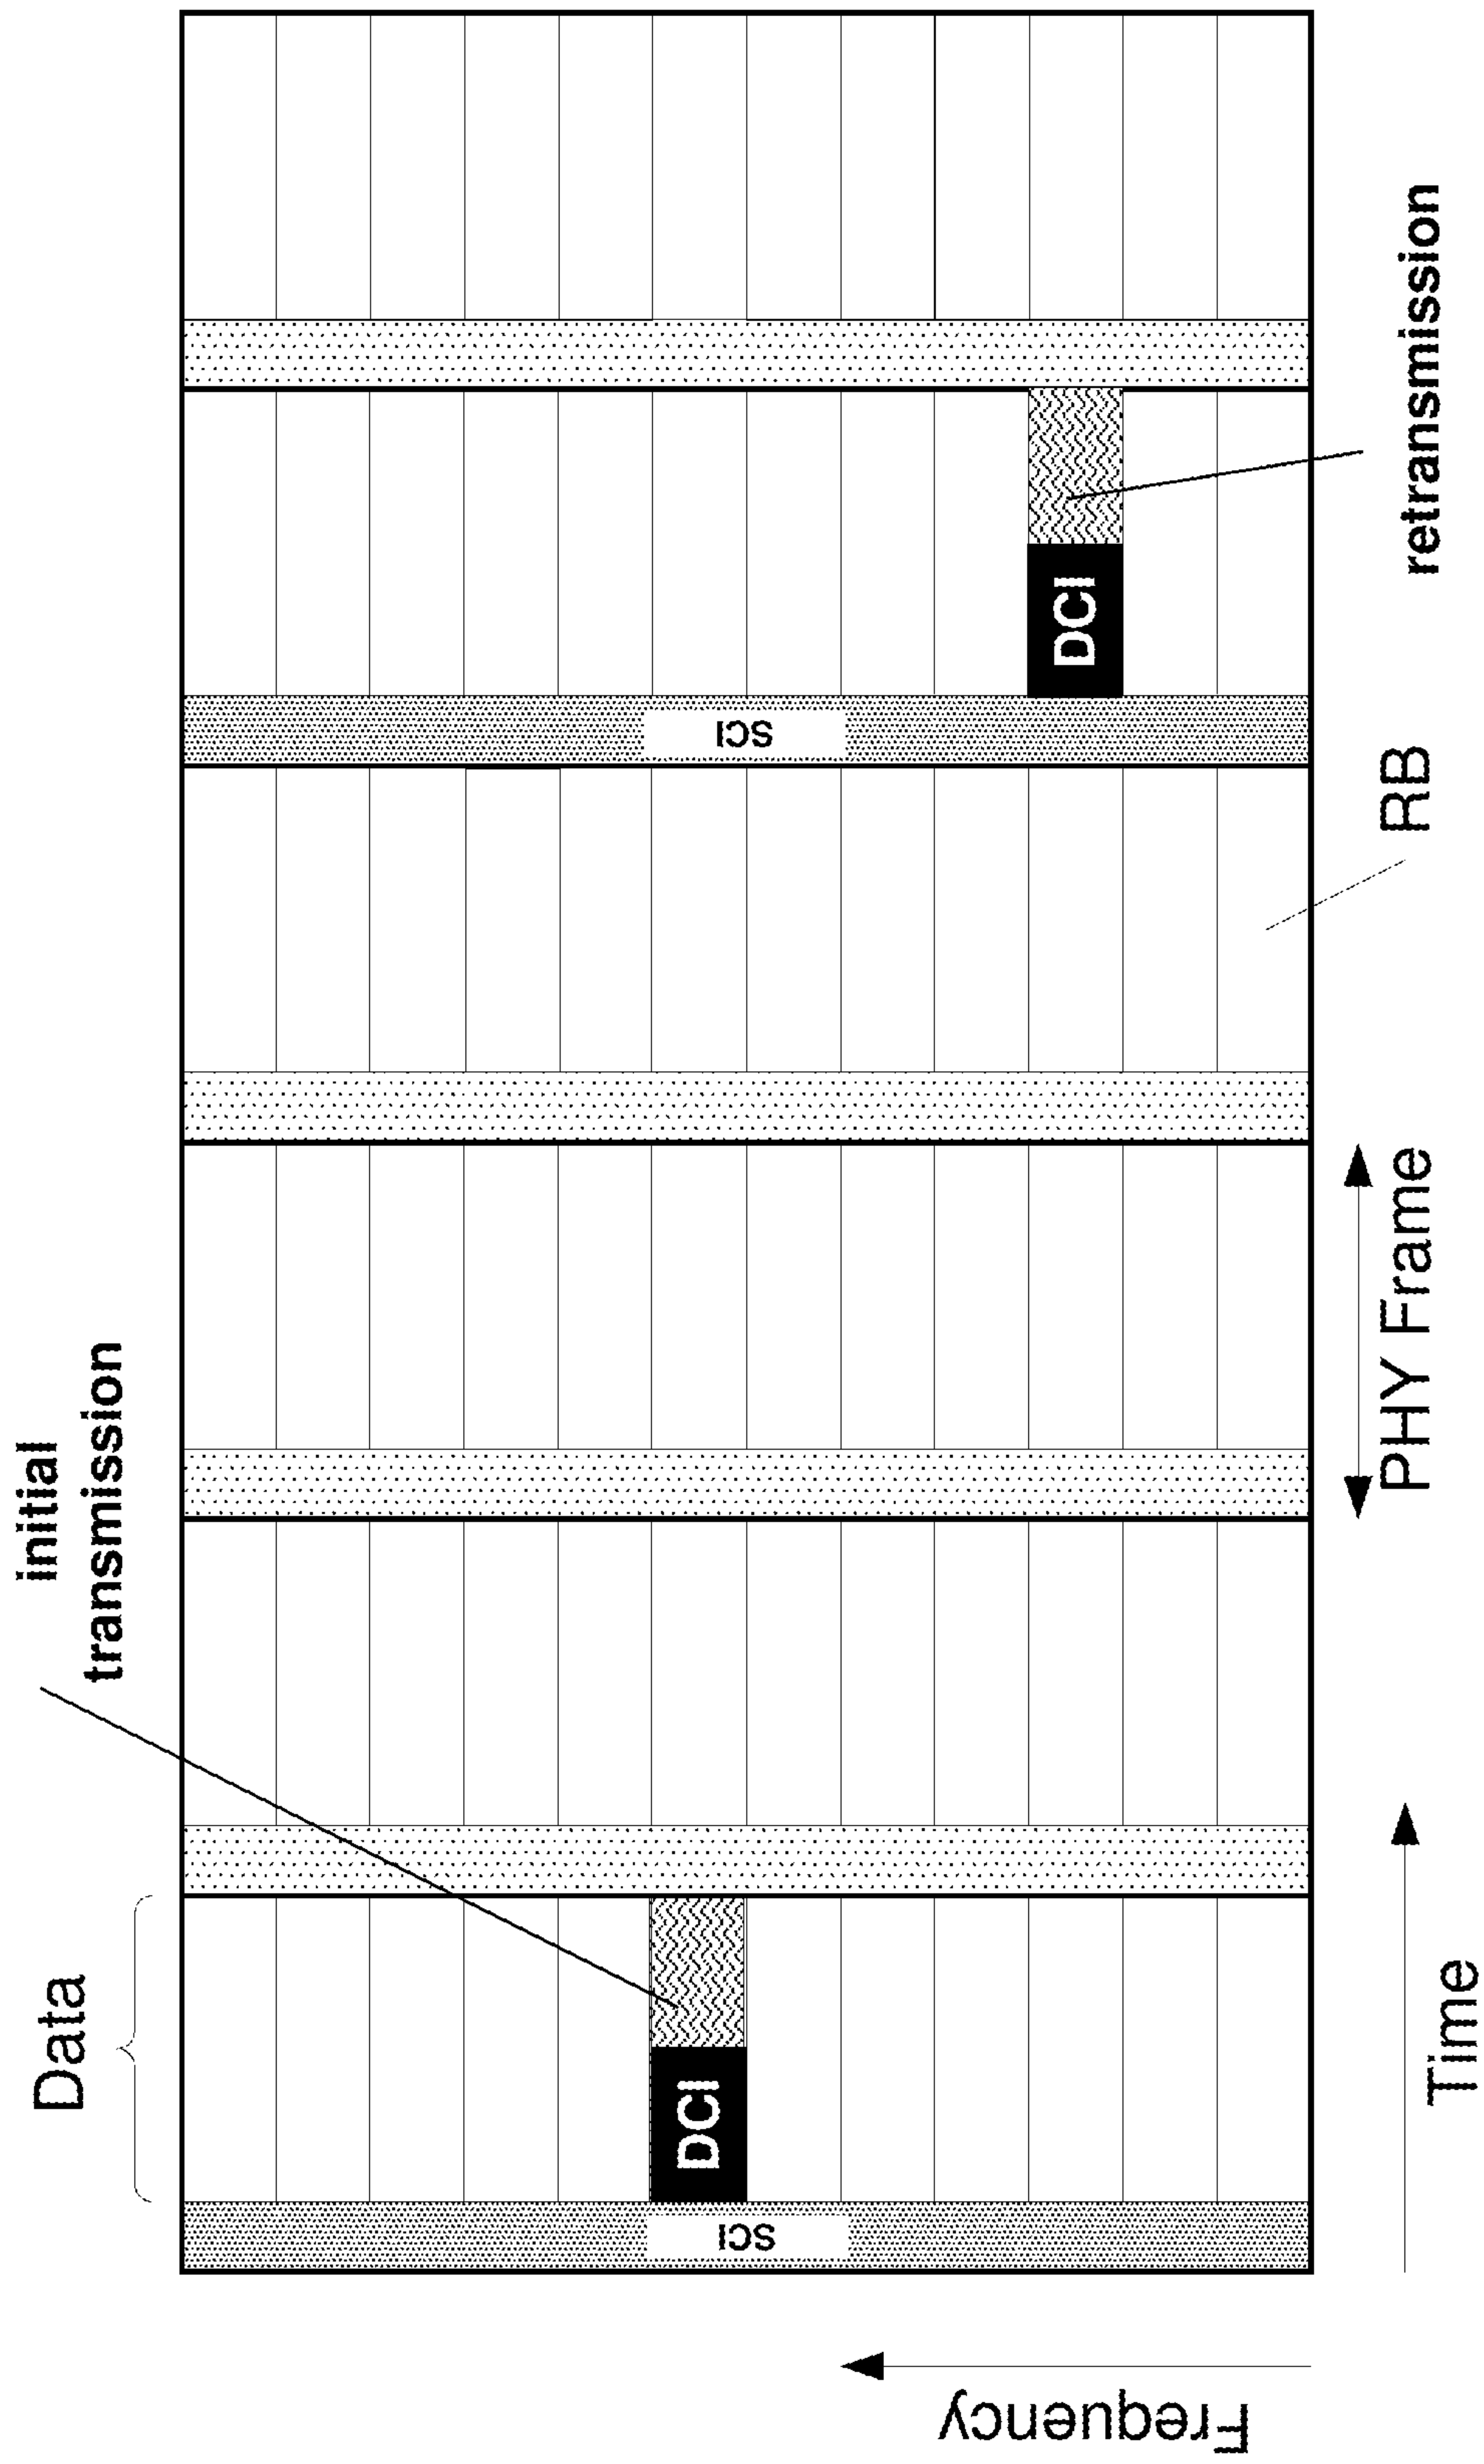 initial
transmission
Data
DCI
DCI
SCI
SCI
retransmission
RB
PHY Frame
Time
Frequency